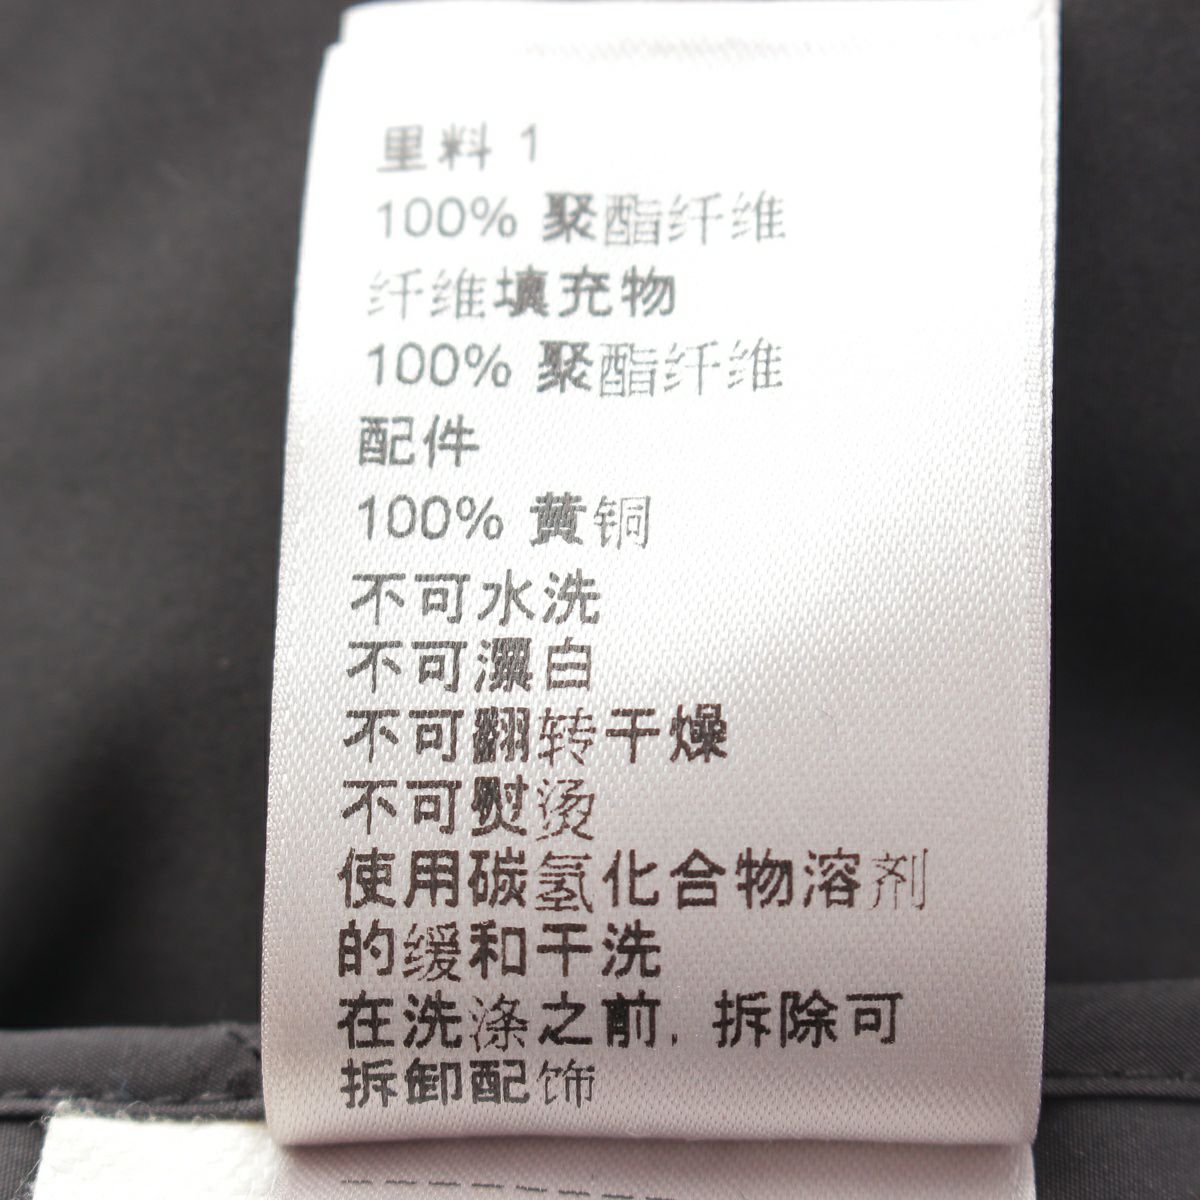 里料 1
100% 聚酯纤维
纤维填充物
100% 聚酯纤维
配件
100% 黄铜
不可水洗
不可漂白
不可翻转干燥
不可熨烫
使用碳氢化合物溶剂
的缓和干洗
在洗涤之前, 拆除可
拆卸配饰